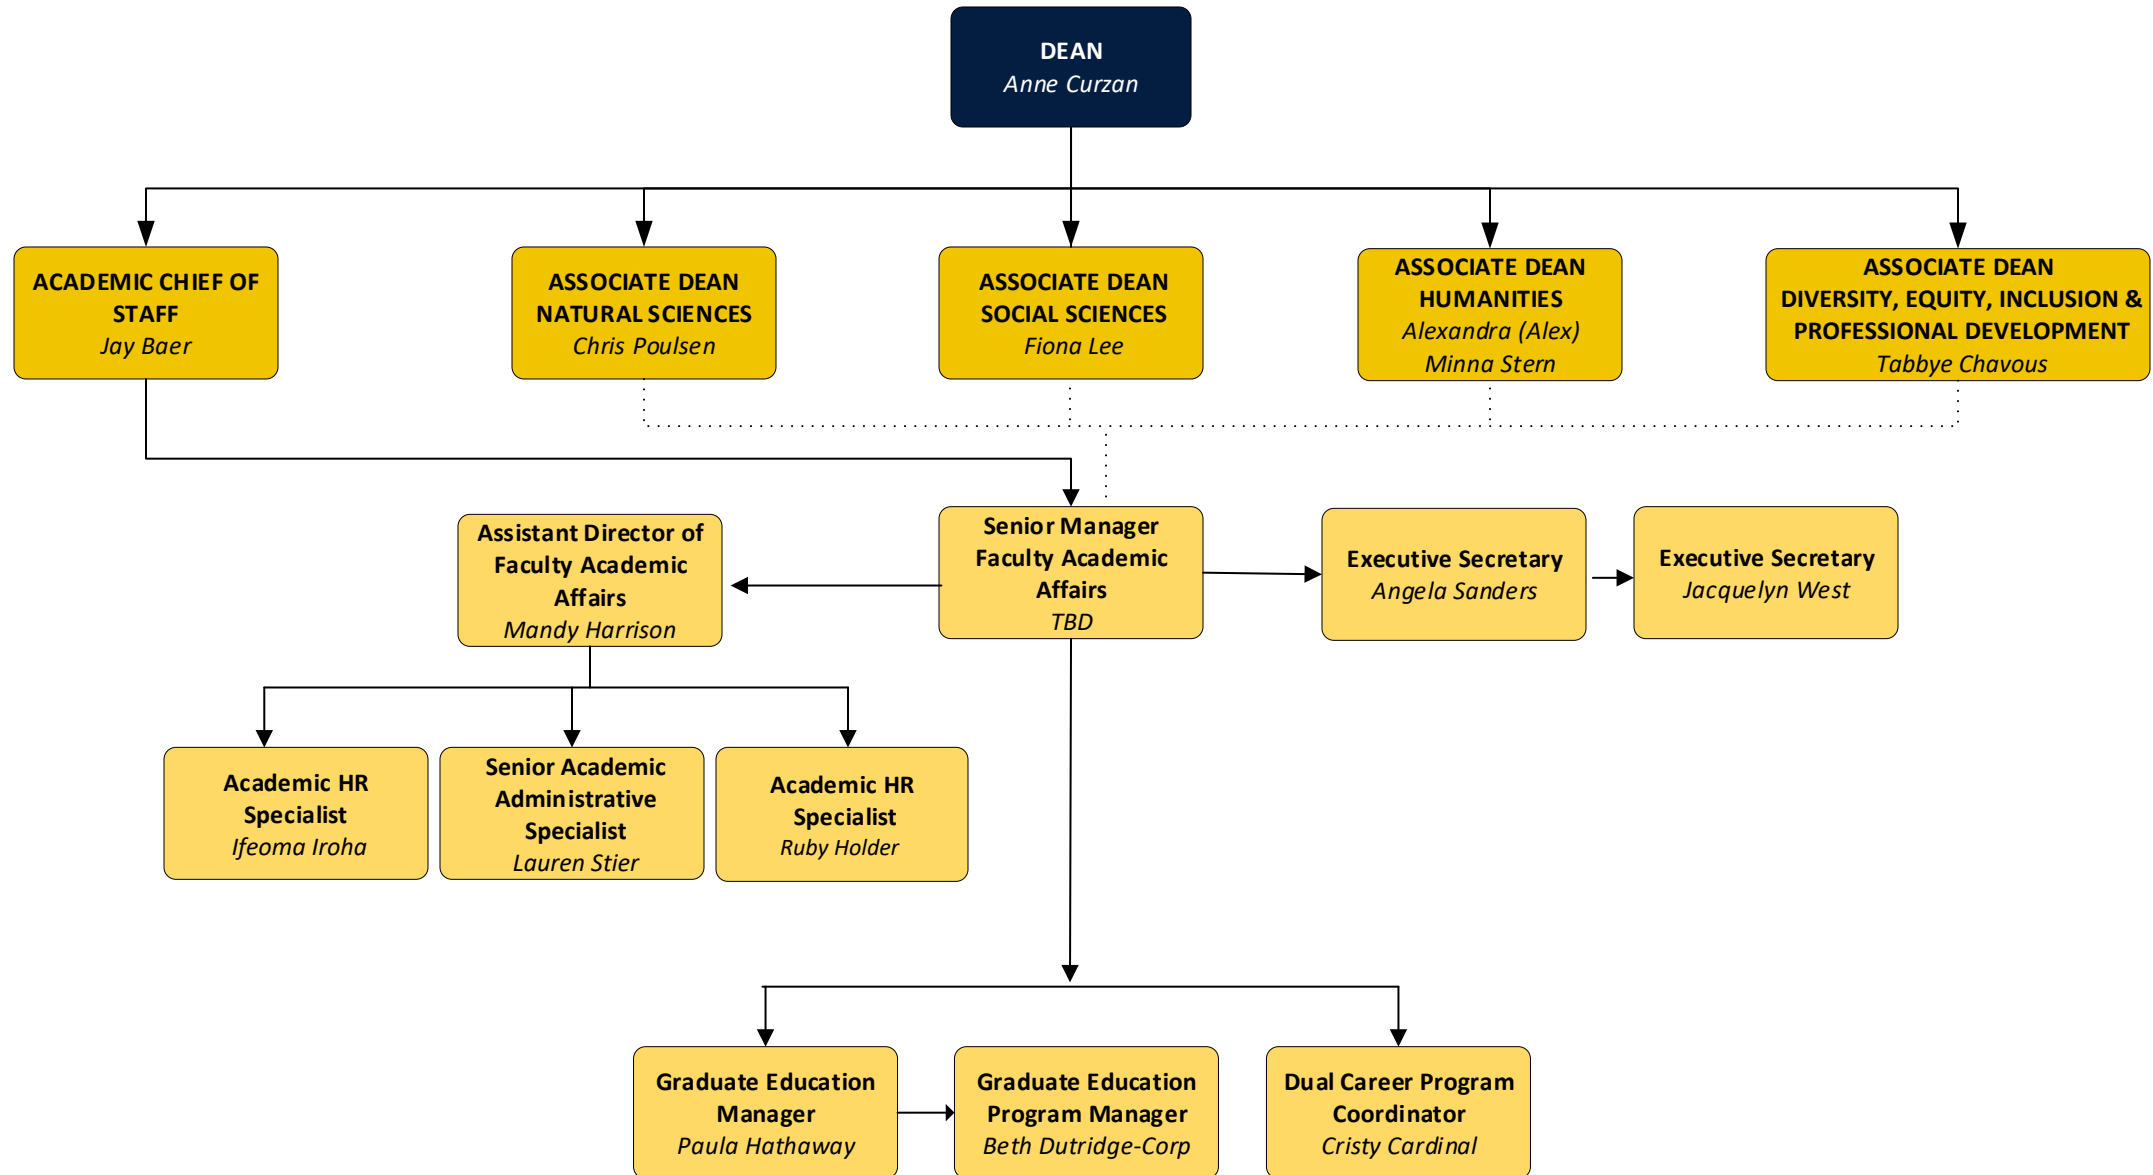 DEAN
Anne Curzan
ACADEMIC CHIEF OF
STAFF
Jay Baer
ASSOCIATE DEAN
NATURAL SCIENCES
Chris Poulsen
ASSOCIATE DEAN
SOCIAL SCIENCES
Fiona Lee
ASSOCIATE DEAN
HUMANITIES
Alexandra (Alex)
Minna Stern
ASSOCIATE DEAN
DIVERSITY, EQUITY, INCLUSION &
PROFESSIONAL DEVELOPMENT
Tabbye Chavous
Assistant Director of
Faculty Academic
Affairs
Mandy Harrison
Senior Manager
Faculty Academic
Affairs
TBD
Executive Secretary
Angela Sanders
Executive Secretary
Jacquelyn West
Academic HR
Specialist
Ifeoma Iroha
Senior Academic
Administrative
Specialist
Lauren Stier
Academic HR
Specialist
Ruby Holder
Graduate Education
Manager
Paula Hathaway
Graduate Education
Program Manager
Beth Dutridge-Corp
Dual Career Program
Coordinator
Cristy Cardinal